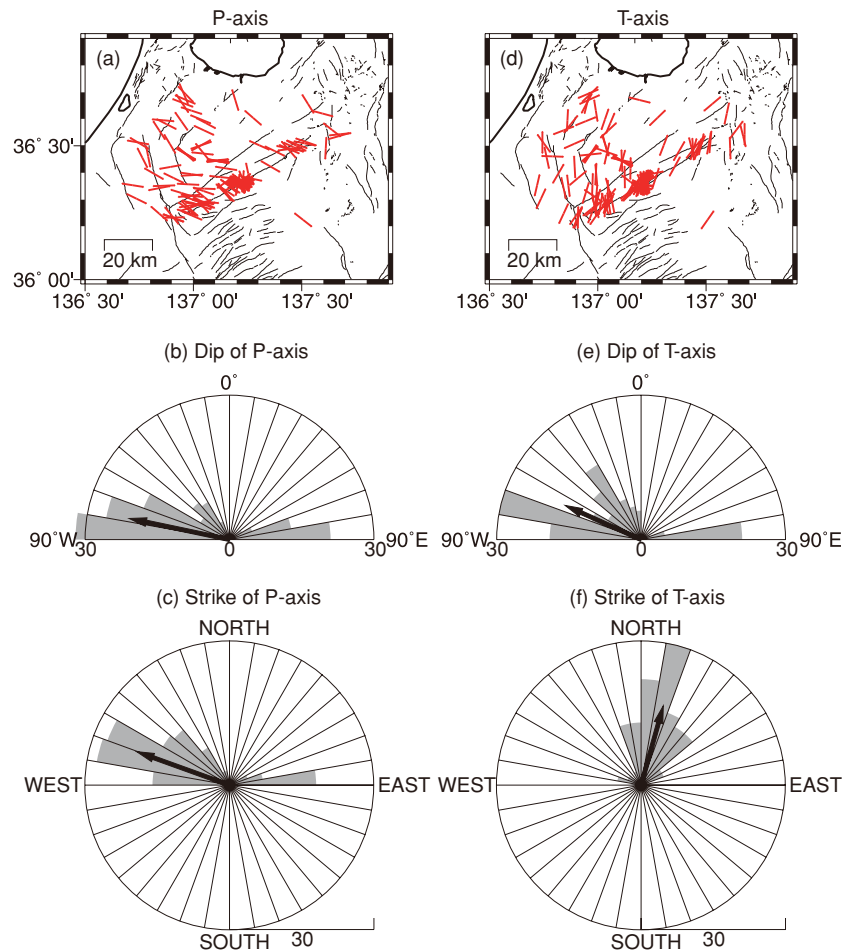 P-axis
T-axis
(a)
(d)
36˚ 30'
20 km
20 km
36˚ 00'
136˚ 30'
137˚ 00'
137˚ 30'
136˚ 30'
137˚ 00'
137˚ 30'
(b) Dip of P-axis
(e) Dip of T-axis
0˚
0˚
90˚W
30
0
30
90˚E
90˚W
30
0
30
90˚E
(c) Strike of P-axis
(f) Strike of T-axis
NORTH
NORTH
WEST
EAST
WEST
EAST
SOUTH
30
SOUTH
30